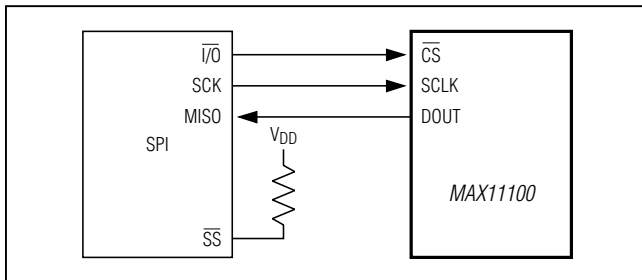 I/O
CS
SCK
SCLK
MISO
DOUT
VDD
SPI
MAX11100
SS